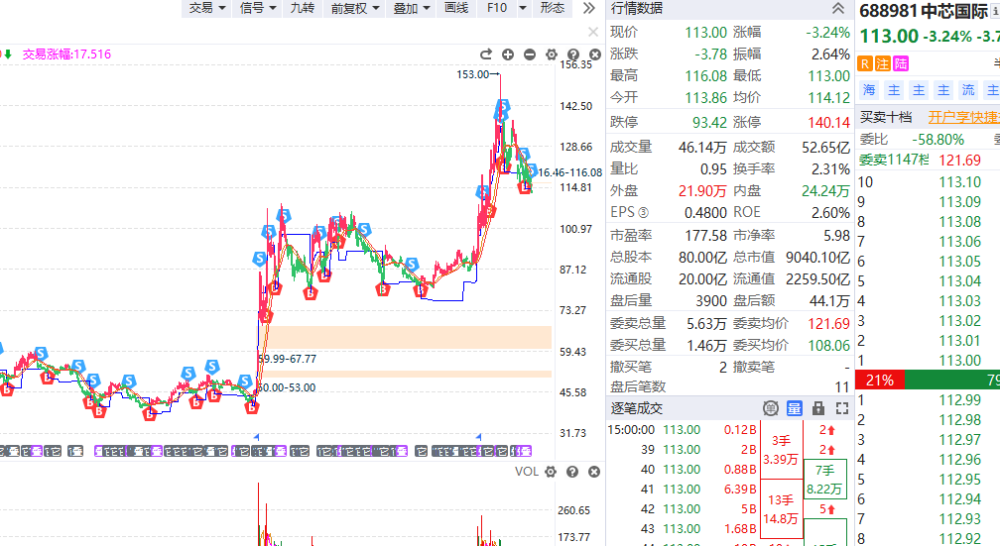 交易 信号 九转 前复权 叠加 画线 F10 形态
交易涨幅:17.516
156.35
153.00
142.50
128.66
16.46-116.08
114.81
100.97
87.12
73.27
59.99-67.77
59.43
50.00-53.00
45.58
31.73
VOL
260.65
173.77
行情数据
现价 113.00 涨幅 -3.24%
涨跌 -3.78 振幅 2.64%
最高 116.08 最低 113.00
今开 113.86 均价 114.12
跌停 93.42 涨停 140.14
成交量 46.14万 成交额 52.65亿
量比 0.95 换手率 2.31%
外盘 21.90万 内盘 24.24万
EPS③ 0.4800 ROE 2.60%
市盈率 177.58 市净率 5.98
总股本 80.00亿 总市值 9040.10亿
流通股 20.00亿 流通值 2259.50亿
盘后量 3900 盘后额 44.1万
委卖总量 5.63万 委卖均价 121.69
委买总量 1.46万 委买均价 108.06
撤买笔 2 撤卖笔 -
盘后笔数 11
逐笔成交 单 量
15:00:00 113.00 0.12B
39 113.00 2B
40 113.00 0.88B
41 113.00 6.39B
42 113.00 5B
43 113.00 1.68B
3手
3.39万
13手
14.8万
2
2
7手
8.22万
5
688981 中芯国际
113.00 -3.24% -3.7
R 注 陆
海 主 主 主 流 主
买卖十档 开户享快捷
委比 -58.80%
委卖1147档 121.69
10 113.10
9 113.09
8 113.08
7 113.06
6 113.05
5 113.04
4 113.03
3 113.02
2 113.01
1 113.00
21% 79
1 112.99
2 112.98
3 112.97
4 112.96
5 112.95
6 112.94
7 112.93
8 112.92